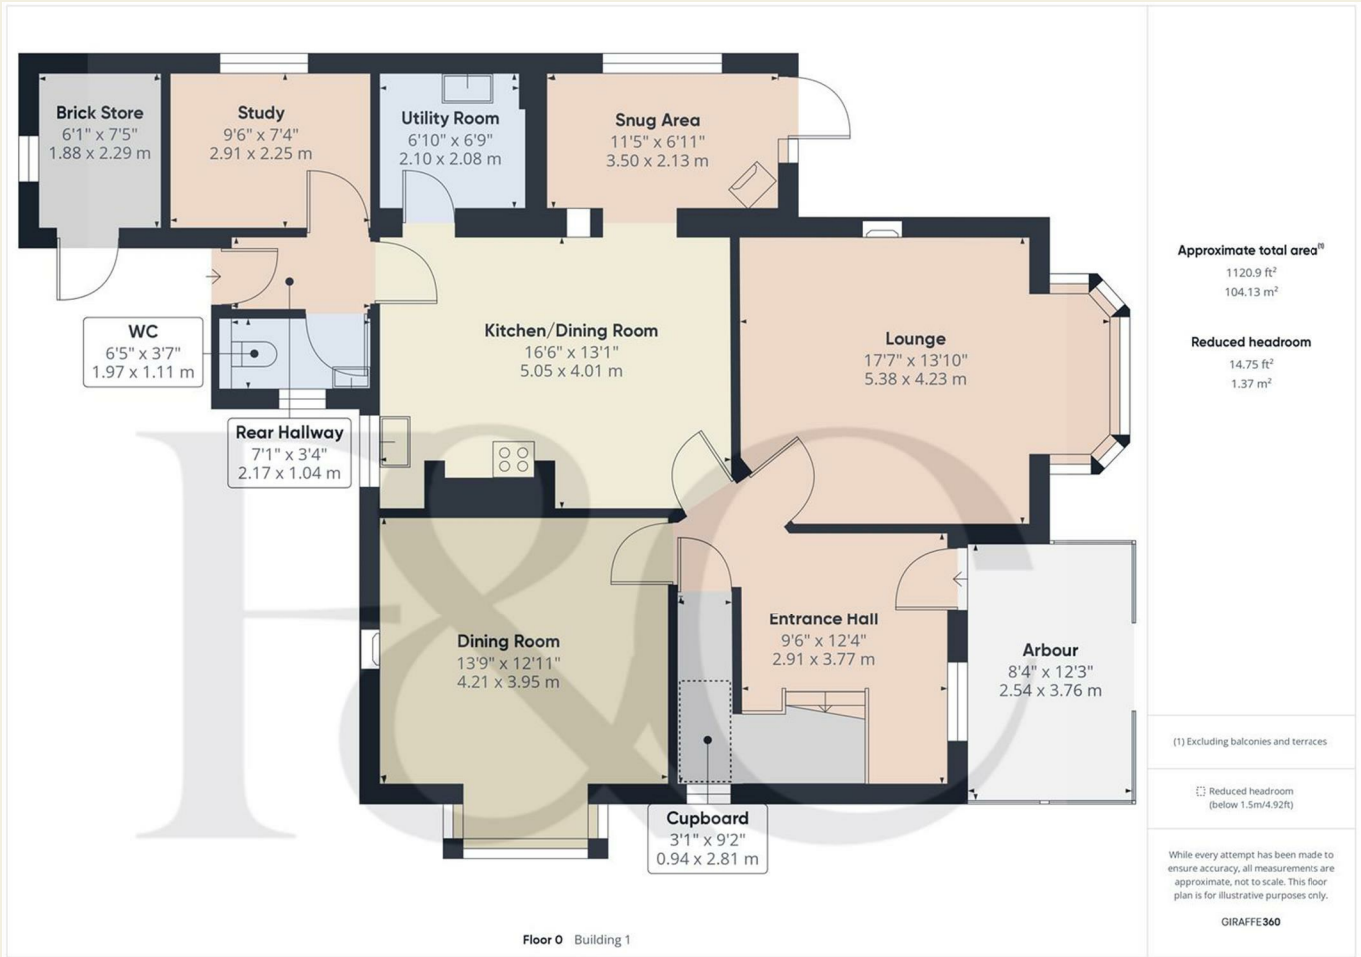 Brick Store
6'1" x 7'5"
1.88 x 2.29 m
Study
9'6" x 7'4"
2.91 x 2.25 m
Utility Room
6'10" x 6'9"
2.10 x 2.08 m
Snug Area
11'5" x 6'11"
3.50 x 2.13 m
WC
6'5" x 3'7"
1.97 x 1.11 m
Kitchen/Dining Room
16'6" x 13'1"
5.05 x 4.01 m
Lounge
17'7" x 13'10"
5.38 x 4.23 m
Rear Hallway
7'1" x 3'4"
2.17 x 1.04 m
Dining Room
13'9" x 12'11"
4.21 x 3.95 m
Entrance Hall
9'6" x 12'4"
2.91 x 3.77 m
Arbour
8'4" x 12'3"
2.54 x 3.76 m
Cupboard
3'1" x 9'2"
0.94 x 2.81 m
F&C
Floor 0 Building 1
Approximate total area(1)
1120.9 ft²
104.13 m²
Reduced headroom
14.75 ft²
1.37 m²
(1) Excluding balconies and terraces
Reduced headroom
(below 1.5m/4.92ft)
While every attempt has been made to
ensure accuracy, all measurements are
approximate, not to scale. This floor
plan is for illustrative purposes only.
GIRAFFE360